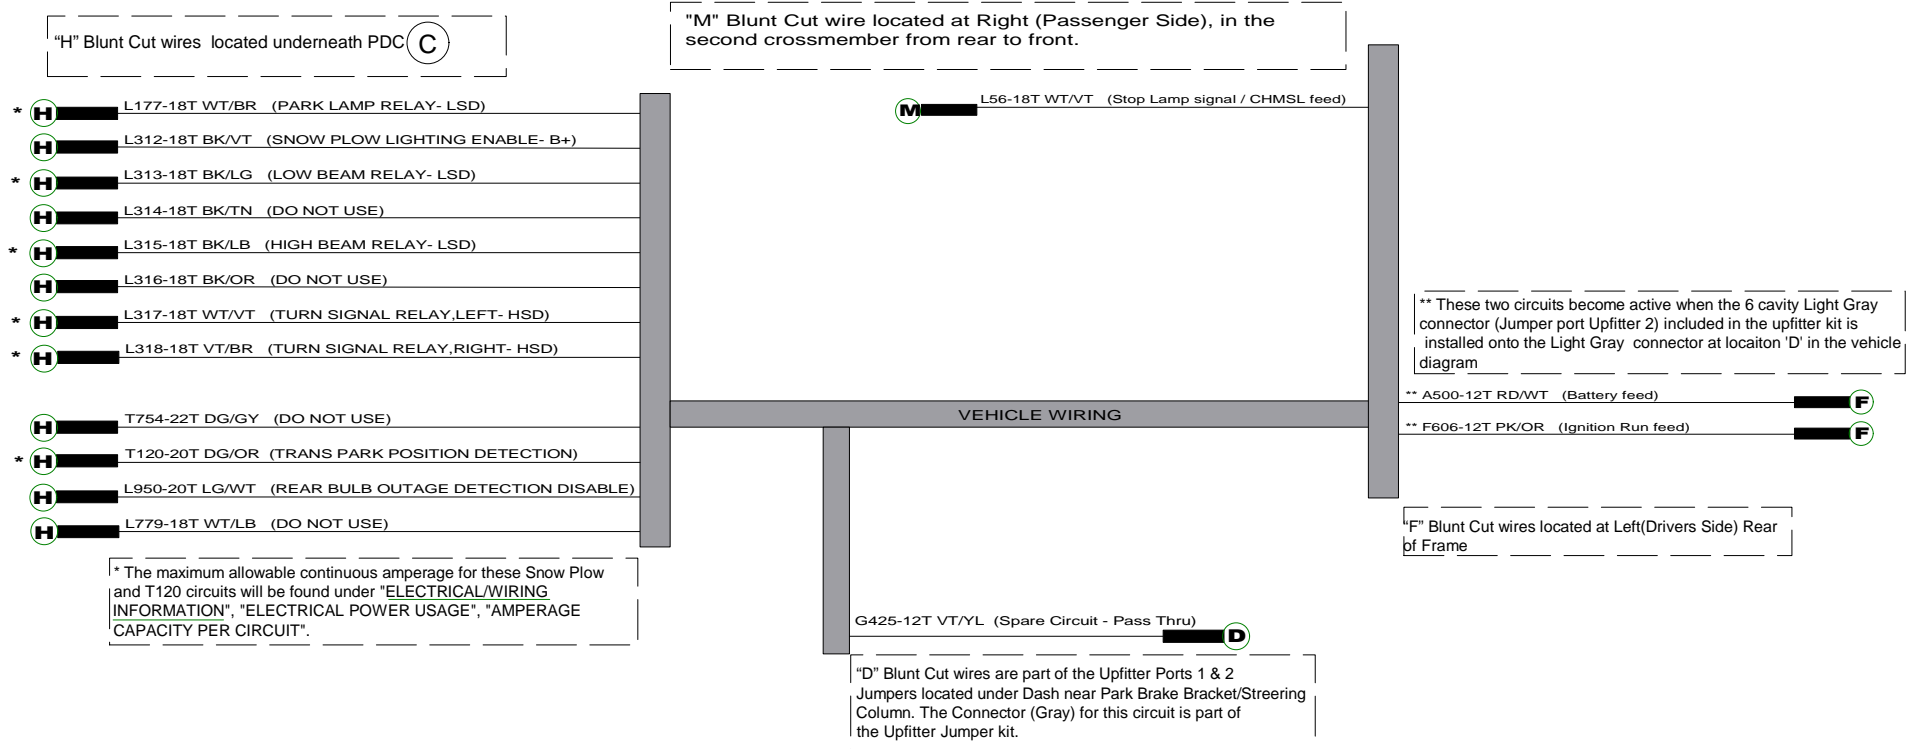 "H" Blunt Cut wires located underneath PDC C
"M" Blunt Cut wire located at Right (Passenger Side), in the
second crossmember from rear to front.
* H L177-18T WT/BR (PARK LAMP RELAY- LSD)
H L312-18T BK/VT (SNOW PLOW LIGHTING ENABLE- B+)
* H L313-18T BK/LG (LOW BEAM RELAY- LSD)
H L314-18T BK/TN (DO NOT USE)
* H L315-18T BK/LB (HIGH BEAM RELAY- LSD)
H L316-18T BK/OR (DO NOT USE)
* H L317-18T WT/VT (TURN SIGNAL RELAY,LEFT- HSD)
* H L318-18T VT/BR (TURN SIGNAL RELAY,RIGHT- HSD)
H T754-22T DG/GY (DO NOT USE)
* H T120-20T DG/OR (TRANS PARK POSITION DETECTION)
H L950-20T LG/WT (REAR BULB OUTAGE DETECTION DISABLE)
H L779-18T WT/LB (DO NOT USE)
* The maximum allowable continuous amperage for these Snow Plow
and T120 circuits will be found under "ELECTRICAL/WIRING
INFORMATION", "ELECTRICAL POWER USAGE", "AMPERAGE
CAPACITY PER CIRCUIT".
M L56-18T WT/VT (Stop Lamp signal / CHMSL feed)
VEHICLE WIRING
** These two circuits become active when the 6 cavity Light Gray
connector (Jumper port Upfitter 2) included in the upfitter kit is
installed onto the Light Gray connector at locaiton 'D' in the vehicle
diagram
** A500-12T RD/WT (Battery feed) F
** F606-12T PK/OR (Ignition Run feed) F
"F" Blunt Cut wires located at Left(Drivers Side) Rear
of Frame
G425-12T VT/YL (Spare Circuit - Pass Thru) D
"D" Blunt Cut wires are part of the Upfitter Ports 1 & 2
Jumpers located under Dash near Park Brake Bracket/Streering
Column. The Connector (Gray) for this circuit is part of
the Upfitter Jumper kit.